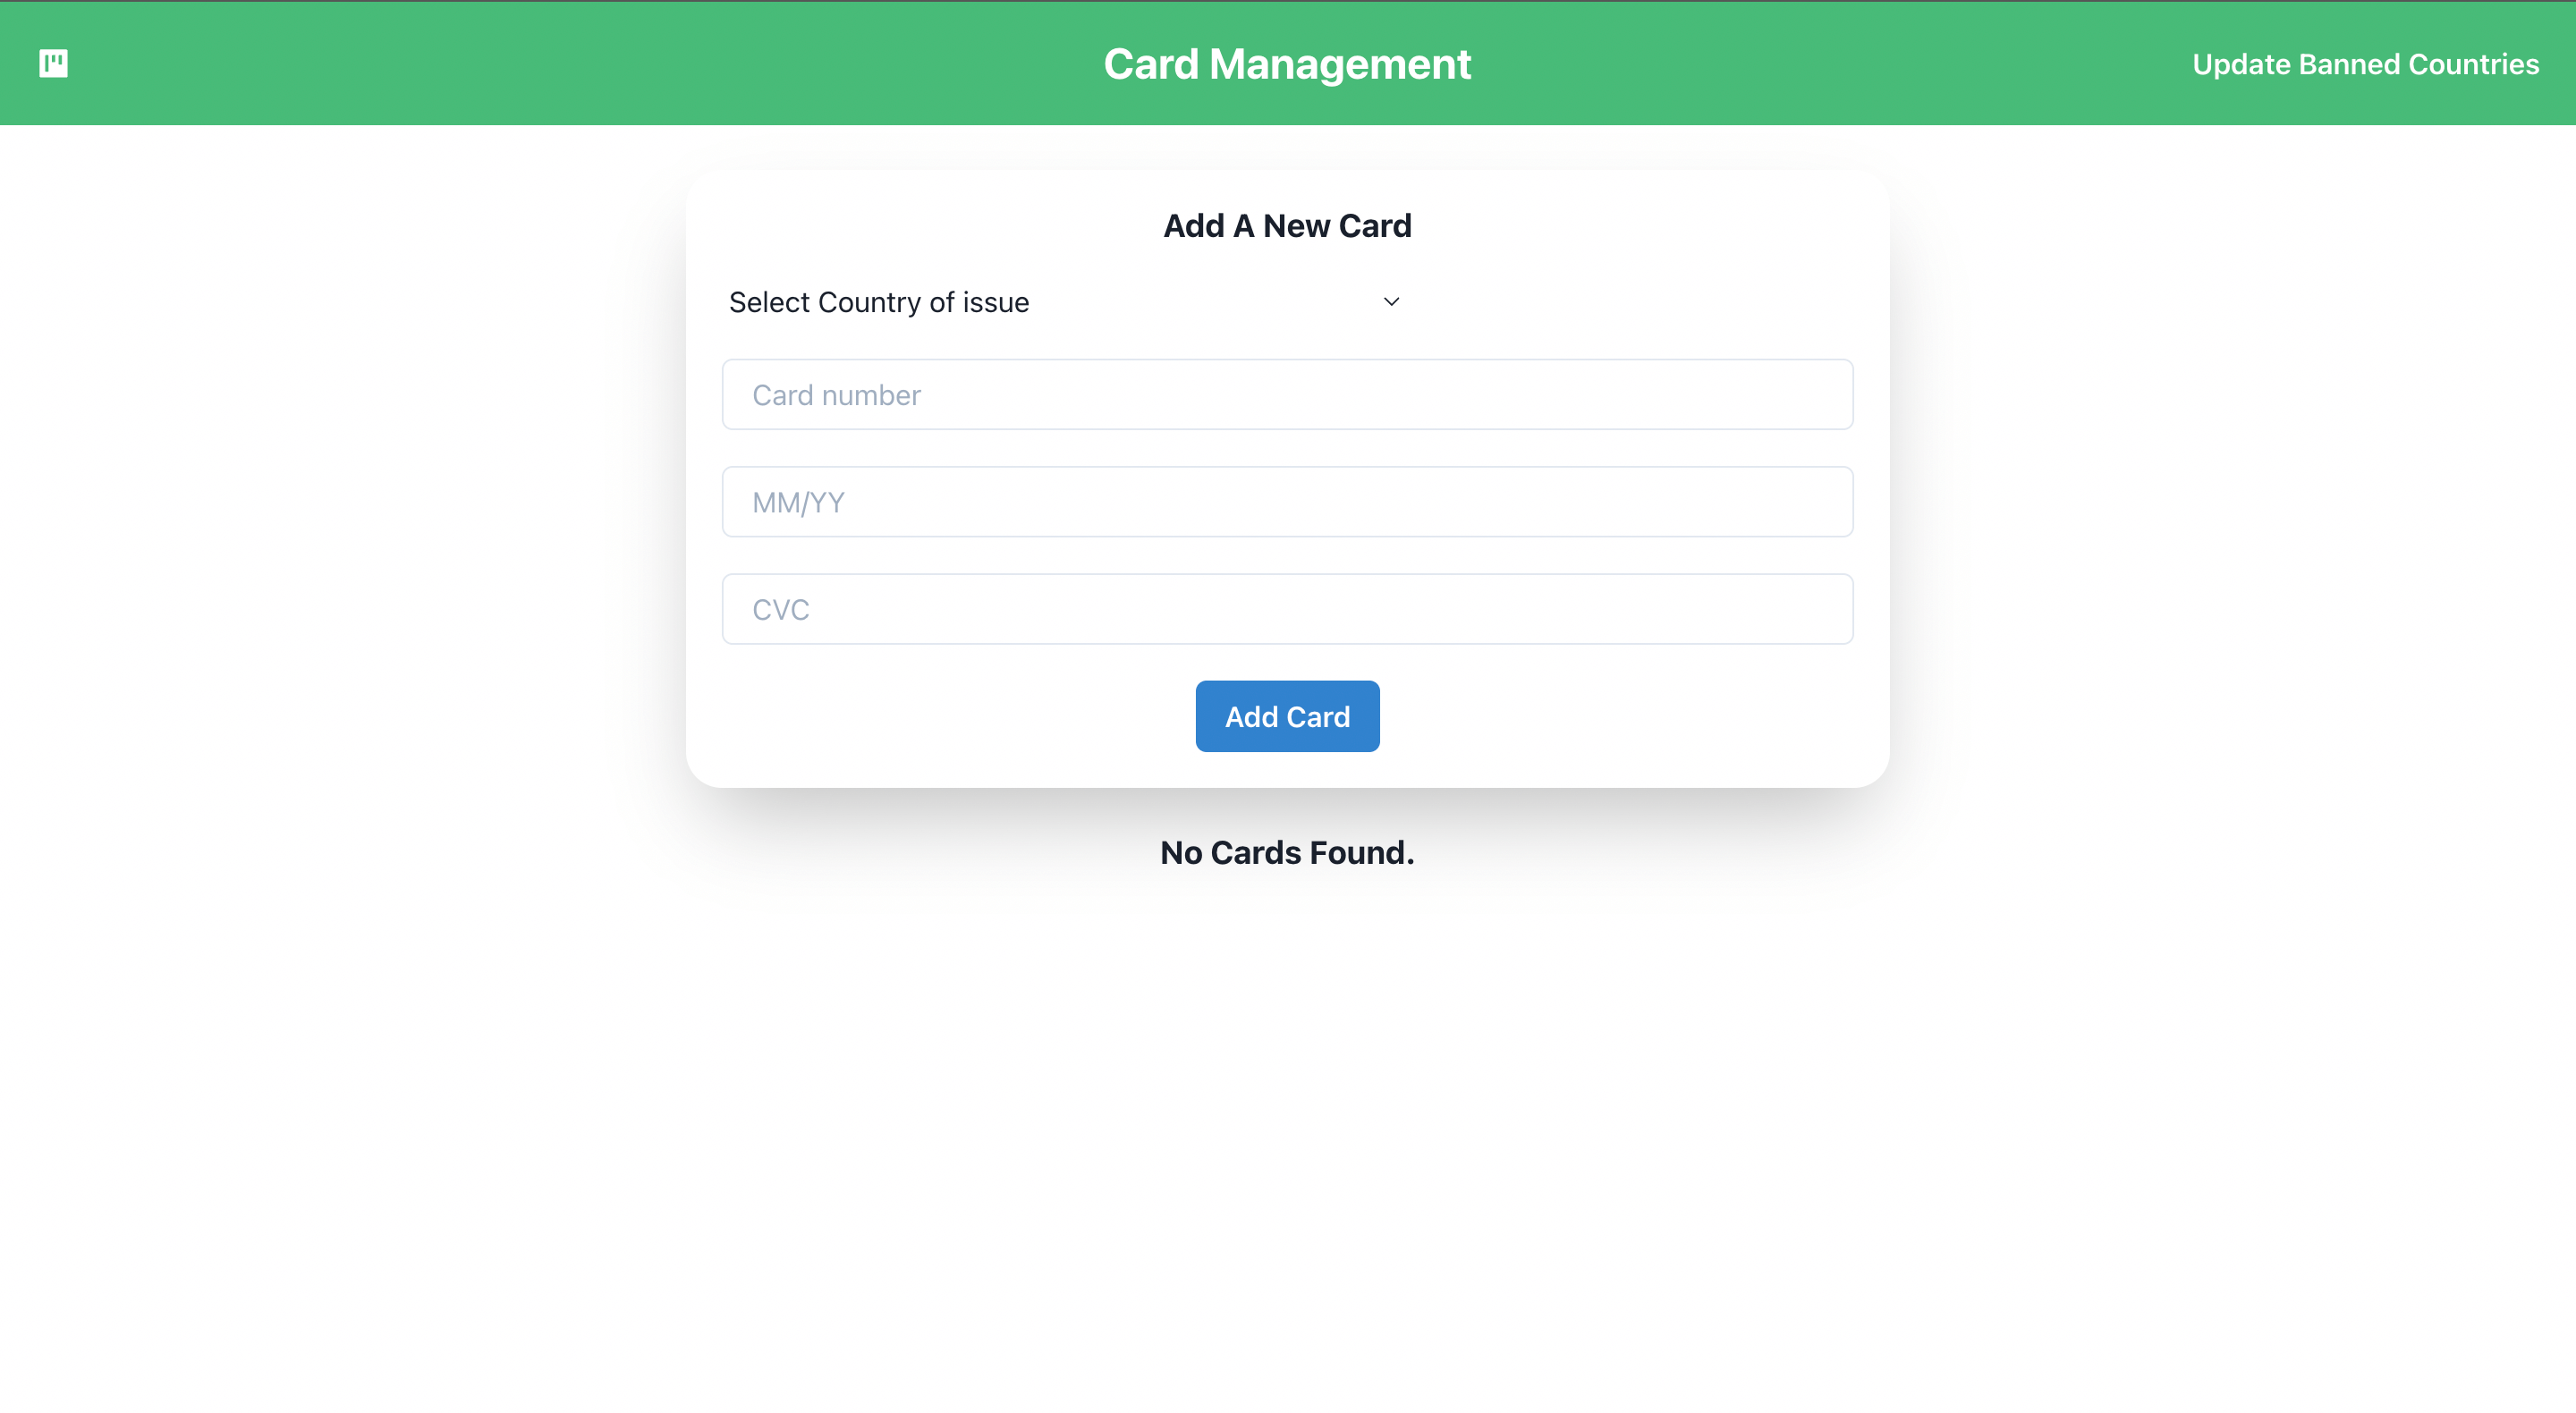 Card Management
Update Banned Countries
Add A New Card
Select Country of issue
Card number
MM/YY
CVC
Add Card
No Cards Found.